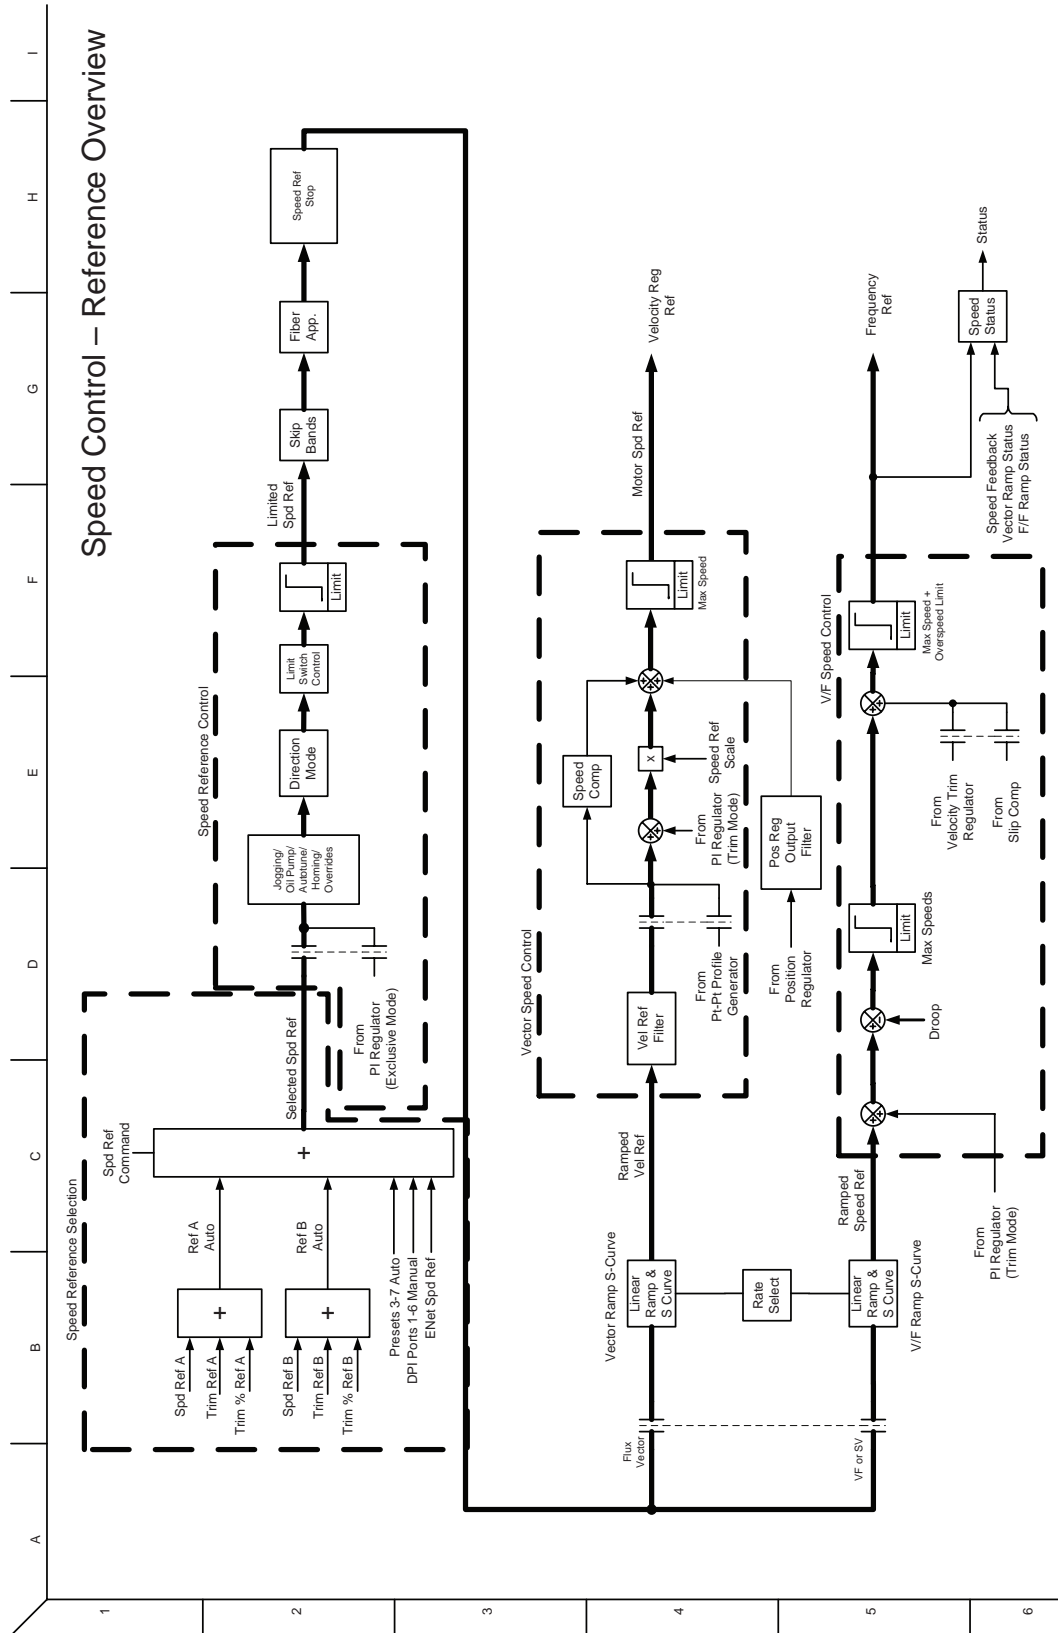 Speed Control – Reference Overview
A
B
C
D
E
F
G
H
I
1
2
3
4
5
6
Speed Reference Selection
Spd Ref A
Trim Ref A
Trim % Ref A
+
Ref A
Auto
Spd Ref B
Trim Ref B
Trim % Ref B
+
Ref B
Auto
Presets 3-7 Auto
DPI Ports 1-6 Manual
ENet Spd Ref
Spd Ref
Command
+
Selected Spd Ref
Speed Reference Control
From
PI Regulator
(Exclusive Mode)
Jogging/
Oil Pump/
Autotune/
Homing/
Overrides
Direction
Mode
Limit
Switch
Control
Limit
Limited
Spd Ref
Skip
Bands
Fiber
App.
Speed Ref
Stop
Flux
Vector
Vector Ramp S-Curve
Linear
Ramp &
S Curve
Ramped
Vel Ref
Rate
Select
Vector Speed Control
Vel Ref
Filter
From
Pt-Pt Profile
Generator
Speed
Comp
+
+
From
PI Regulator
(Trim Mode)
x
Speed Ref
Scale
+
+
+
From
Position
Regulator
Pos Reg
Output
Filter
Limit
Max Speed
Motor Spd Ref
Velocity Reg
Ref
VF or SV
Linear
Ramp &
S Curve
V/F Ramp S-Curve
Ramped
Speed Ref
V/F Speed Control
From
PI Regulator
(Trim Mode)
+
+
+
-
Droop
Limit
Max Speeds
From
Velocity Trim
Regulator
From
Slip Comp
+
+
Limit
Max Speed +
Overspeed Limit
Frequency
Ref
Speed Feedback
Vector Ramp Status
F/F Ramp Status
Speed
Status
Status